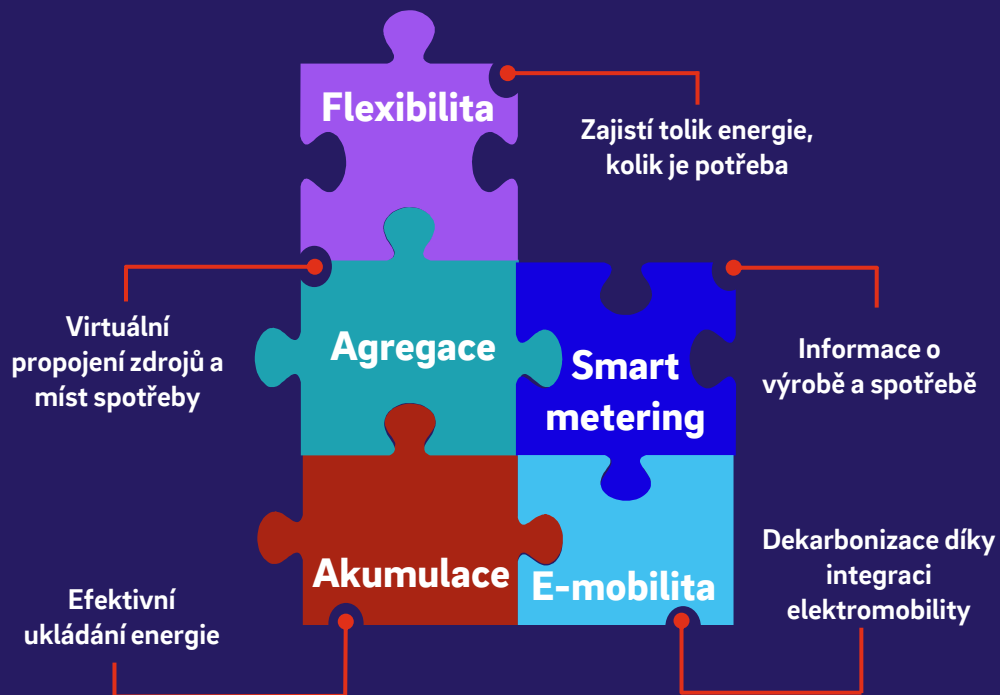 Flexibilita
Zajistí tolik energie,
kolik je potřeba
Virtuální
propojení zdrojů a
míst spotřeby
Agregace
Smart
metering
Informace o
výrobě a spotřebě
Akumulace
E-mobilita
Efektivní
ukládání energie
Dekarbonizace díky
integraci
elektromobility